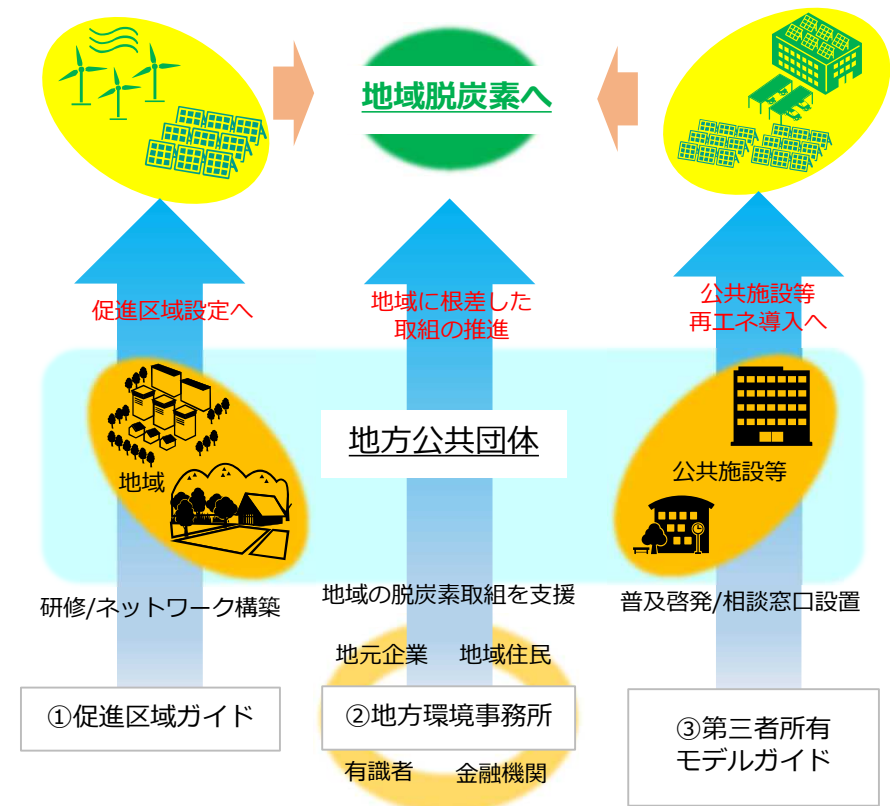 地域脱炭素へ
促進区域設定へ
地域に根差した
取組の推進
公共施設等
再エネ導入へ
地方公共団体
地域
公共施設等
研修/ネットワーク構築
地域の脱炭素取組を支援
普及啓発/相談窓口設置
地元企業
地域住民
①促進区域ガイド
②地方環境事務所
③第三者所有
モデルガイド
有識者
金融機関